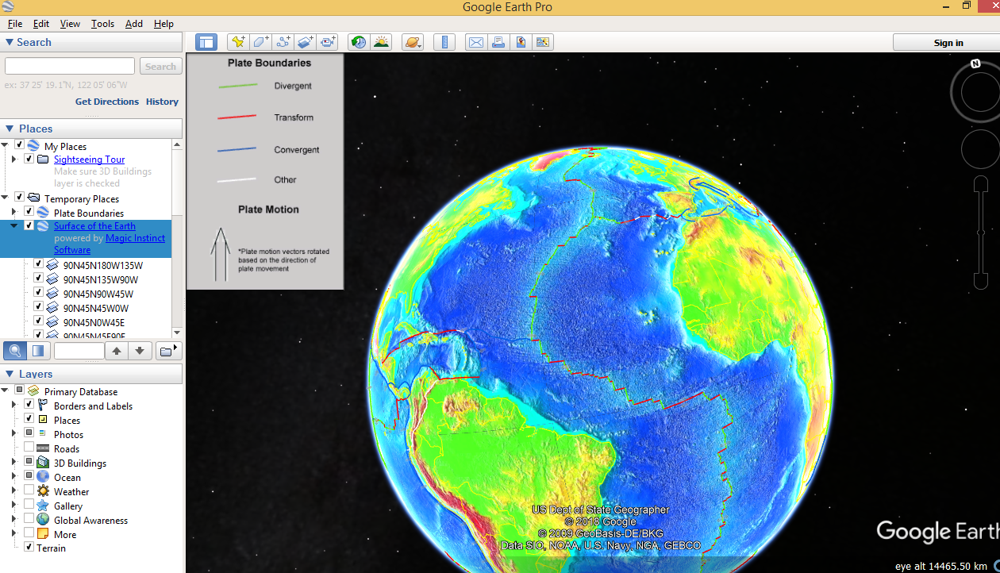 Google Earth Pro
File Edit View Tools Add Help
Search
Search
ex: 37 25' 19.1"N, 122 05' 06"W
Get Directions History
Places
My Places
Sightseeing Tour
Make sure 3D Buildings
layer is checked
Temporary Places
Plate Boundaries
Surface of the Earth
powered by Magic Instinct
Software
90N45N180W135W
90N45N135W90W
90N45N90W45W
90N45N45W0W
90N45N0W45E
90N45N45E90E
Layers
Primary Database
Borders and Labels
Places
Photos
Roads
3D Buildings
Ocean
Weather
Gallery
Global Awareness
More
Terrain
Sign in
Plate Boundaries
Divergent
Transform
Convergent
Other
Plate Motion
*Plate motion vectors rotated
based on the direction of
plate movement
N
US Dept of State Geographer
© 2018 Google
© 2009 GeoBasis-DE/BKG
Data SIO, NOAA, U.S. Navy, NGA, GEBCO
Google Earth
eye alt 14465.50 km